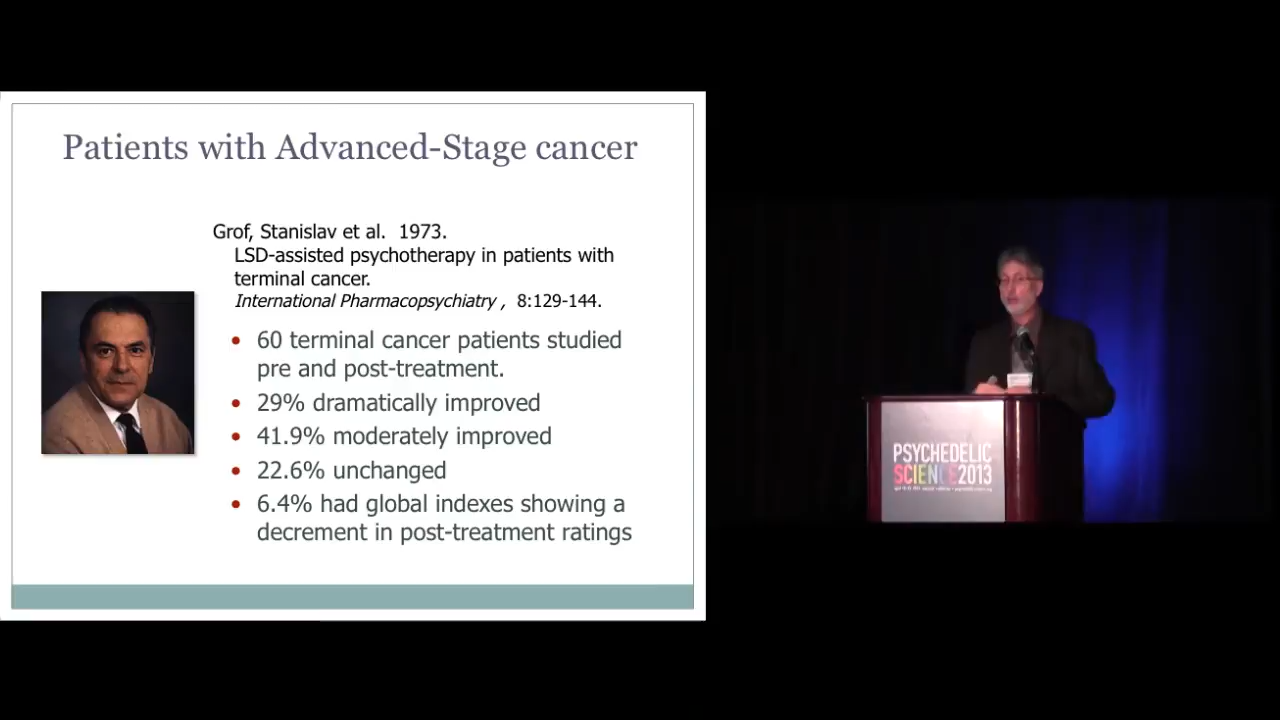 Patients with Advanced-Stage cancer
Grof, Stanislav et al. 1973.
LSD-assisted psychotherapy in patients with
terminal cancer.
International Pharmacopsychiatry , 8:129-144.
• 60 terminal cancer patients studied
pre and post-treatment.
• 29% dramatically improved
• 41.9% moderately improved
• 22.6% unchanged
• 6.4% had global indexes showing a
decrement in post-treatment ratings
PSYCHEDELIC
SCIENCE 2013